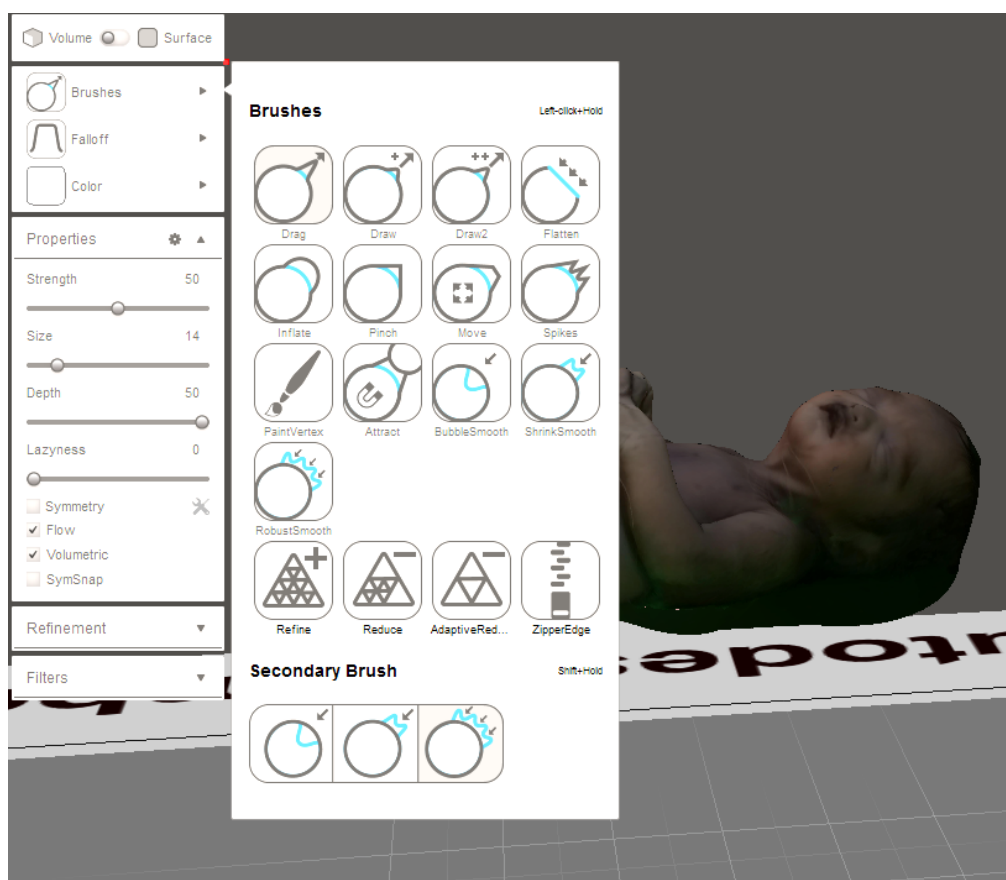 Volume Surface
Brushes
Falloff
Color
Properties
Strength 50
Size 14
Depth 50
Lazyness 0
Symmetry
Flow
Volumetric
SymSnap
Refinement
Filters
Brushes Left-click+Hold
Drag Draw Draw2 Flatten
Inflate Pinch Move Spikes
PaintVertex Attract BubbleSmooth ShrinkSmooth
RobustSmooth
Refine Reduce AdaptiveRed... ZipperEdge
Secondary Brush Shift+Hold